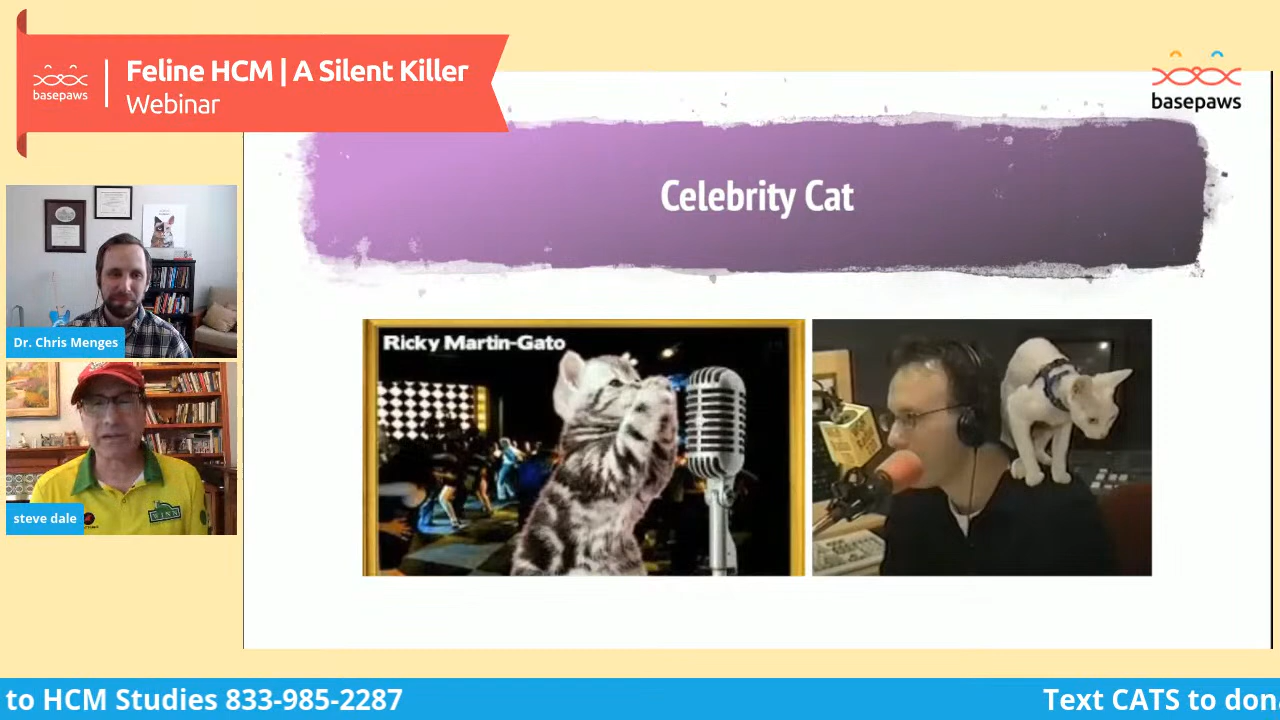 Feline HCM | A Silent Killer
basepaws
Webinar
basepaws
Celebrity Cat
Ricky Martin-Gato
Dr. Chris Menges
steve dale
WINN
to HCM Studies 833-985-2287
Text CATS to don